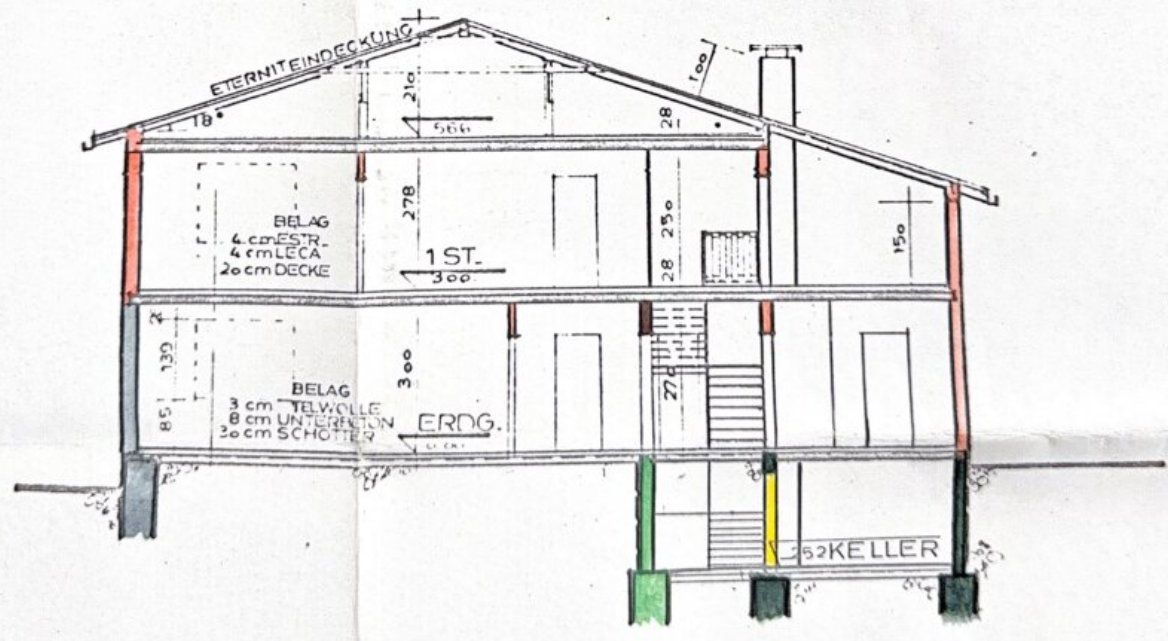 ETERNITEINDECKUNG
100
18°
210
566
28
BELAG
4 cm ESTR.
4 cm LECA
20 cm DECKE
278
1 ST.
300
250
28
150
139
85
300
270
BELAG
3 cm TELWOLLE
8 cm UNTERBETON
30 cm SCHOTTER
ERDG.
252 KELLER